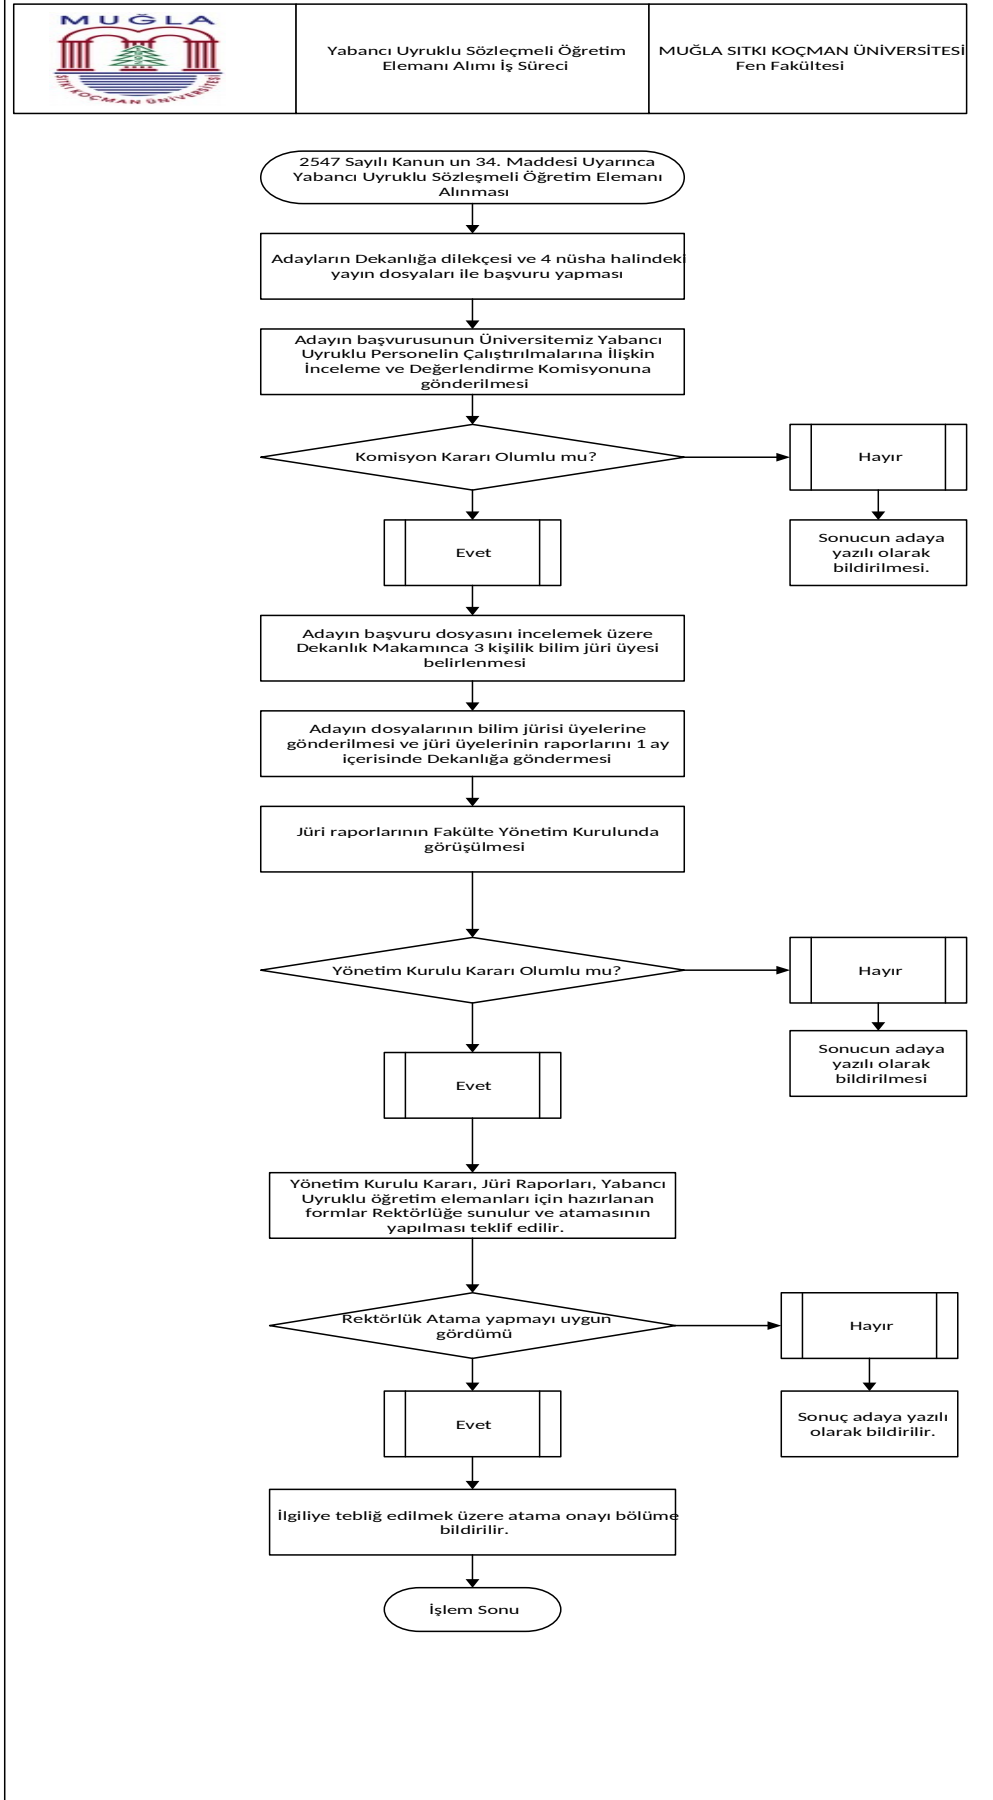 MUĞLA
SITKI KOÇMAN ÜNİVERSİTESİ
Yabancı Uyruklu Sözleçmeli Öğretim
Elemanı Alımı İş Süreci
MUĞLA SITKI KOÇMAN ÜNİVERSİTESİ
Fen Fakültesi
2547 Sayılı Kanun un 34. Maddesi Uyarınca
Yabancı Uyruklu Sözleşmeli Öğretim Elemanı
Alınması
Adayların Dekanlığa dilekçesi ve 4 nüsha halindeki
yayın dosyaları ile başvuru yapması
Adayın başvurusunun Üniversitemiz Yabancı
Uyruklu Personelin Çalıştırılmalarına İlişkin
İnceleme ve Değerlendirme Komisyonuna
gönderilmesi
Komisyon Kararı Olumlu mu?
Hayır
Evet
Sonucun adaya
yazılı olarak
bildirilmesi.
Adayın başvuru dosyasını incelemek üzere
Dekanlık Makamınca 3 kişilik bilim jüri üyesi
belirlenmesi
Adayın dosyalarının bilim jürisi üyelerine
gönderilmesi ve jüri üyelerinin raporlarını 1 ay
içerisinde Dekanlığa göndermesi
Jüri raporlarının Fakülte Yönetim Kurulunda
görüşülmesi
Yönetim Kurulu Kararı Olumlu mu?
Hayır
Sonucun adaya
yazılı olarak
bildirilmesi
Evet
Yönetim Kurulu Kararı, Jüri Raporları, Yabancı
Uyruklu öğretim elemanları için hazırlanan
formlar Rektörlüğe sunulur ve atamasının
yapılması teklif edilir.
Rektörlük Atama yapmayı uygun
gördümü
Hayır
Evet
Sonuç adaya yazılı
olarak bildirilir.
İlgiliye tebliğ edilmek üzere atama onayı bölüme
bildirilir.
İşlem Sonu